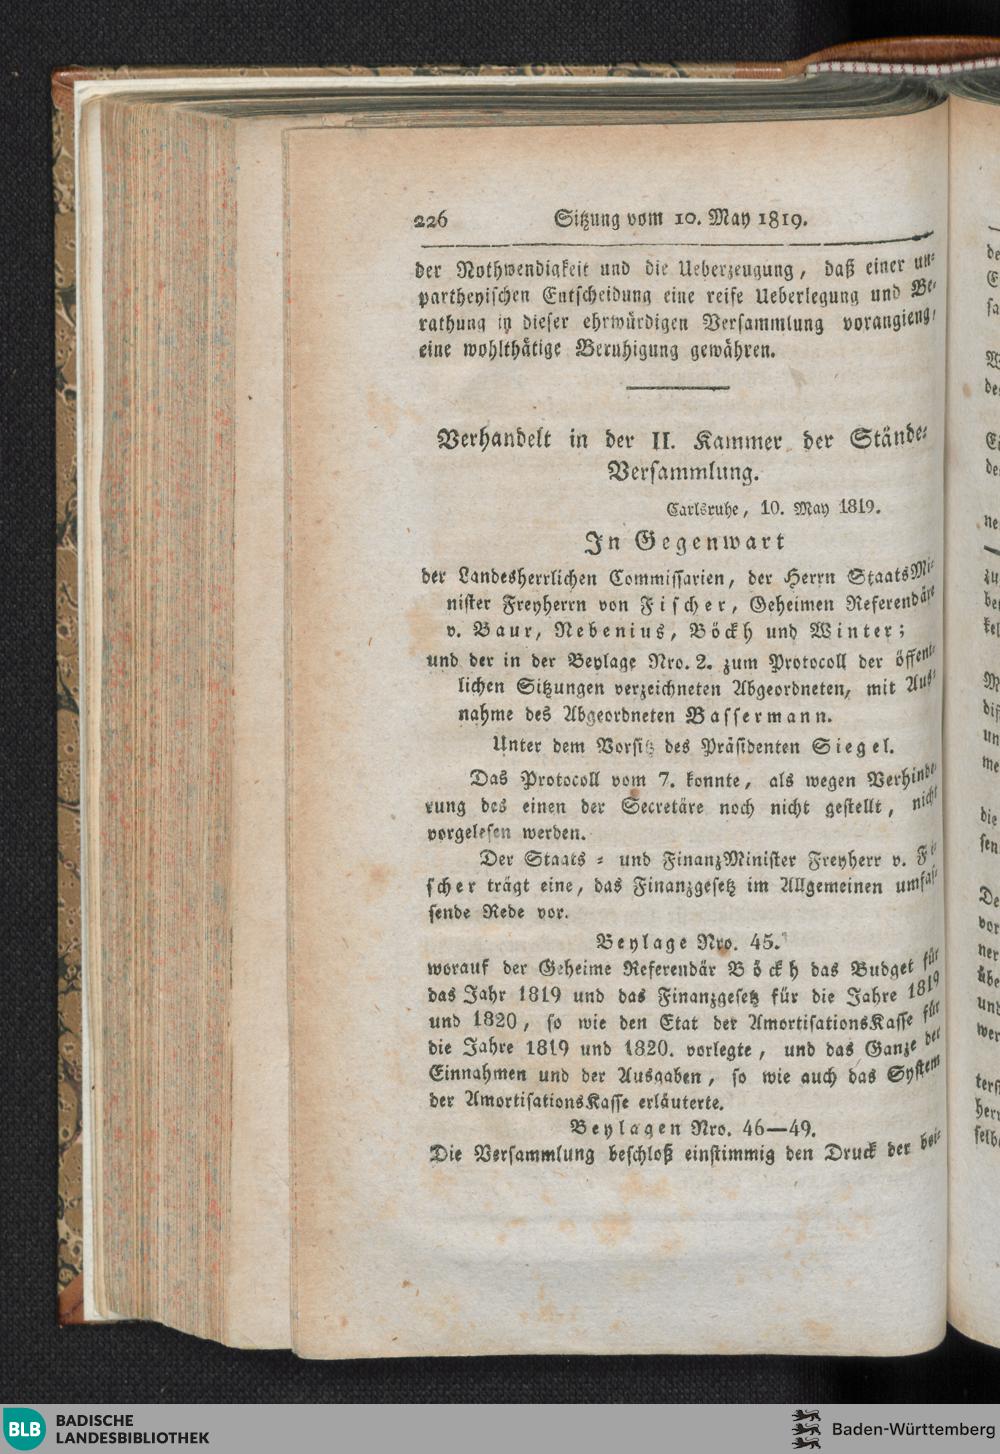 226 Sitzung vom 10. May 1819.
der Nothwendigkeit und die Ueberzeugung, daß einer un-
partheyischen Entscheidung eine reife Ueberlegung und Be-
rathung in dieser ehrwürdigen Versammlung vorangieng,
eine wohlthätige Beruhigung gewähren.
Verhandelt in der II. Kammer der Stände-
Versammlung.
Carlsruhe, 10. May 1819.
In Gegenwart
der Landesherrlichen Commissarien, der Herrn StaatsMi-
nister Freyherrn von Fischer, Geheimen Referendäre
v. Baur, Nebenius, Böckh und Winter;
und der in der Beylage Nro. 2. zum Protocoll der öffent-
lichen Sitzungen verzeichneten Abgeordneten, mit Aus-
nahme des Abgeordneten Bassermann.
Unter dem Vorsitz des Präsidenten Siegel.
Das Protocoll vom 7. konnte, als wegen Verhinde-
rung des einen der Secretäre noch nicht gestellt, nicht
vorgelesen werden.
Der Staats- und FinanzMinister Freyherr v. Fi-
scher trägt eine, das Finanzgesetz im Allgemeinen umfas-
sende Rede vor.
Beylage Nro. 45.
worauf der Geheime Referendär Böckh das Budget für
das Jahr 1819 und das Finanzgesetz für die Jahre 1819
und 1820, so wie den Etat der AmortisationsKasse für
die Jahre 1819 und 1820. vorlegte, und das Ganze der
Einnahmen und der Ausgaben, so wie auch das System
der AmortisationsKasse erläuterte.
Beylagen Nro. 46—49.
Die Versammlung beschloß einstimmig den Druck der bei-
BLB BADISCHE
LANDESBIBLIOTHEK
Baden-Württemberg